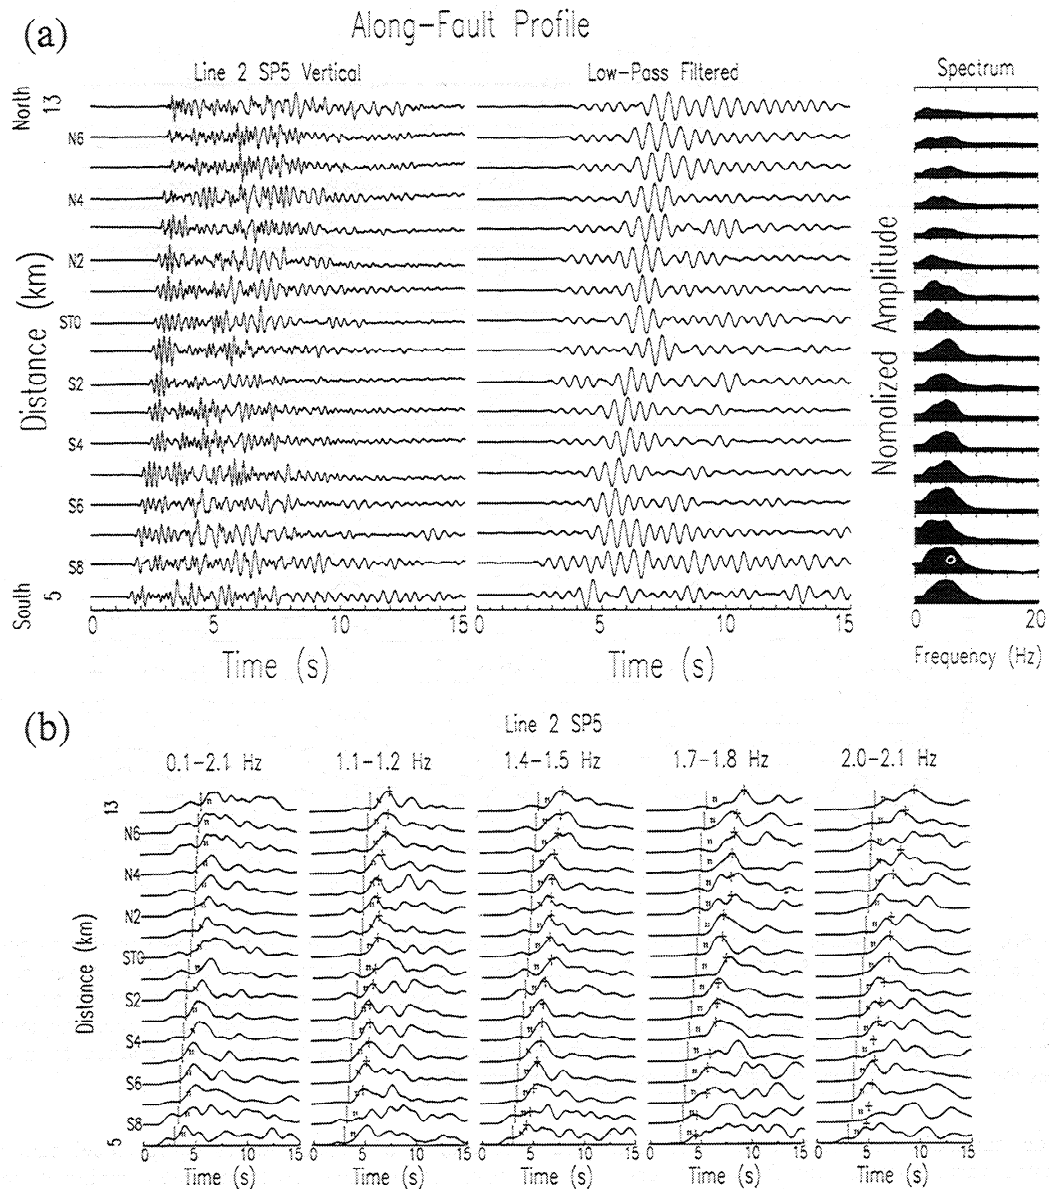 (a)
Along-Fault Profile
Line 2 SP5 Vertical
Low-Pass Filtered
Spectrum
North
13
N6
N4
N2
ST0
S2
S4
S6
S8
South
5
Distance (km)
Nomalized Amplitude
0 5 10 15
5 10 15
0 20
Time (s)
Time (s)
Frequency (Hz)
(b)
Line 2 SP5
0.1-2.1 Hz
1.1-1.2 Hz
1.4-1.5 Hz
1.7-1.8 Hz
2.0-2.1 Hz
13
N6
N4
N2
ST0
S2
S4
S6
S8
5
Distance (km)
0 5 10 15
0 5 10 15
0 5 10 15
0 5 10 15
0 5 10 15
Time (s)
Time (s)
Time (s)
Time (s)
Time (s)